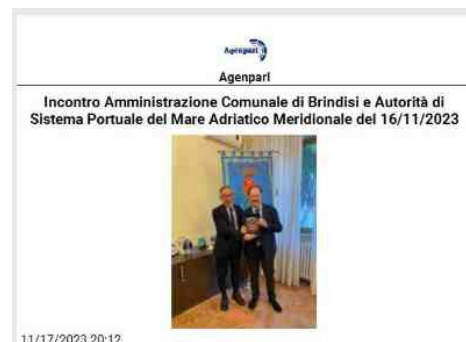 Agenparl
Agenparl
Incontro Amministrazione Comunale di Brindisi e Autorità di
Sistema Portuale del Mare Adriatico Meridionale del 16/11/2023
11/17/2023 20:12